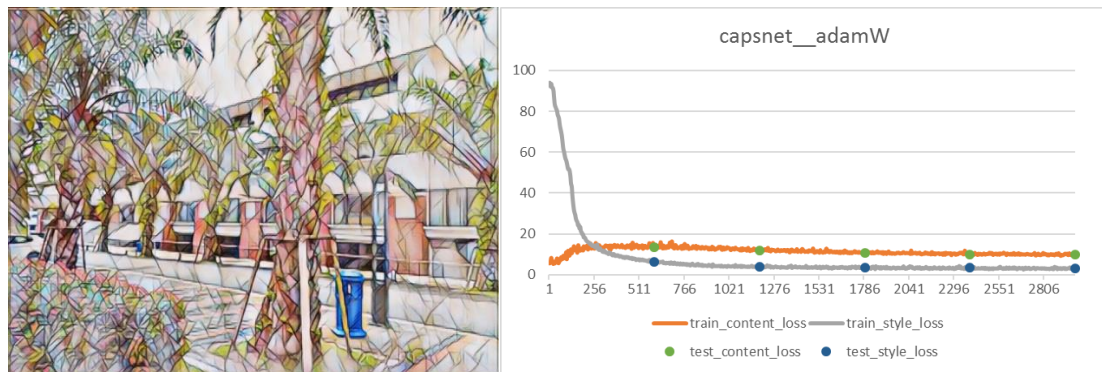 capsnet__adamW
100
80
60
40
20
0
1 256 511 766 1021 1276 1531 1786 2041 2296 2551 2806
train_content_loss train_style_loss
test_content_loss test_style_loss